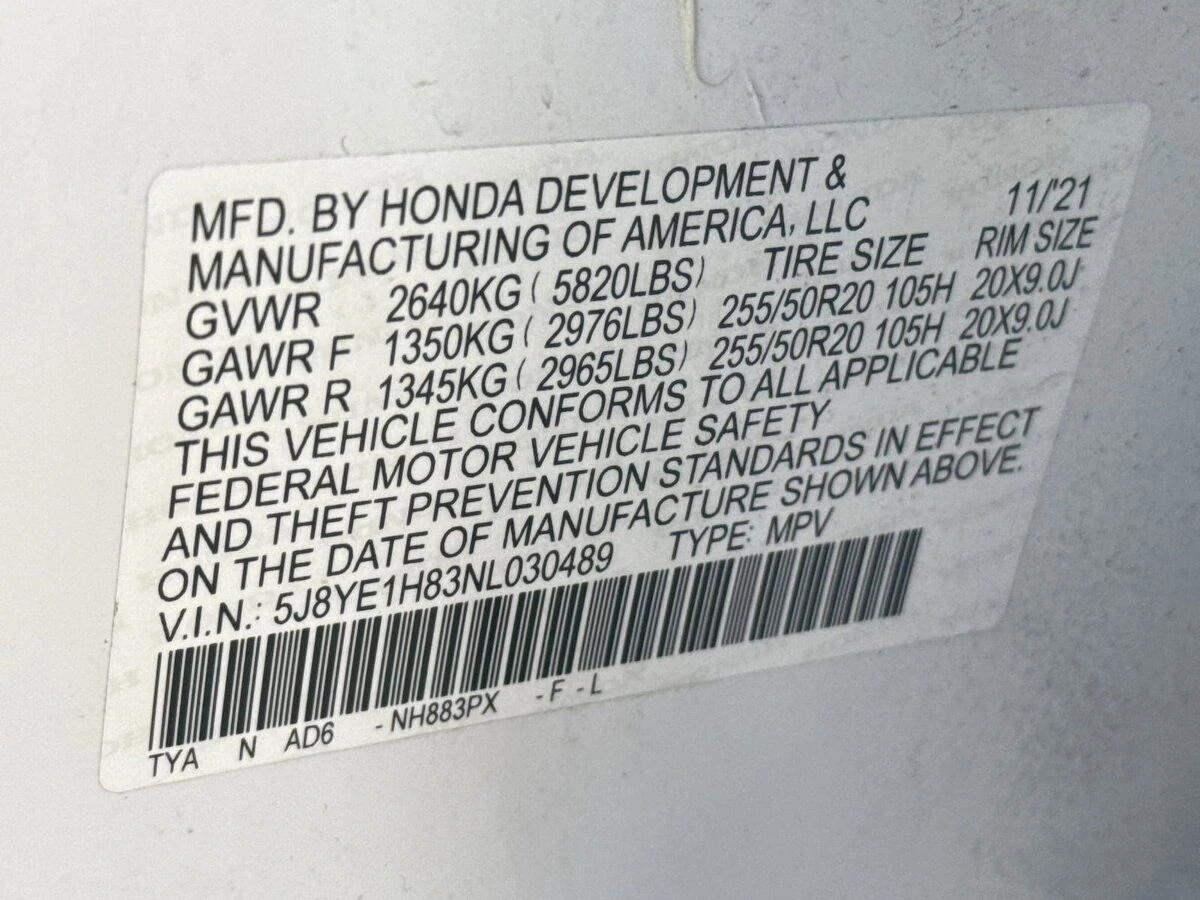 MFD. BY HONDA DEVELOPMENT &
MANUFACTURING OF AMERICA, LLC 11/'21
GVWR 2640KG ( 5820LBS) TIRE SIZE RIM SIZE
GAWR F 1350KG ( 2976LBS) 255/50R20 105H 20X9.0J
GAWR R 1345KG ( 2965LBS) 255/50R20 105H 20X9.0J
THIS VEHICLE CONFORMS TO ALL APPLICABLE
FEDERAL MOTOR VEHICLE SAFETY
AND THEFT PREVENTION STANDARDS IN EFFECT
ON THE DATE OF MANUFACTURE SHOWN ABOVE.
V.I.N.: 5J8YE1H83NL030489 TYPE: MPV
TYA N AD6 -NH883PX -F -L